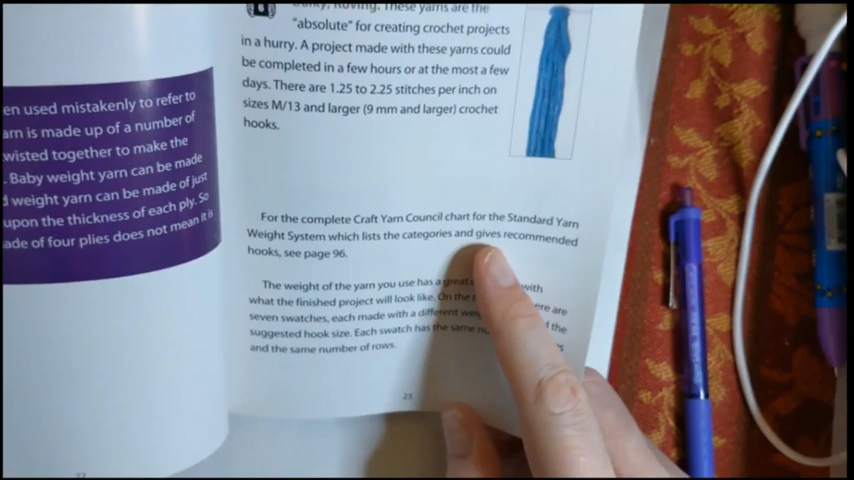 en used mistakenly to refer to
arn is made up of a number of
wisted together to make the
. Baby weight yarn can be made
d weight yarn can be made of just
upon the thickness of each ply. So
ade of four plies does not mean it is
Bulky, Roving. These yarns are the
"absolute" for creating crochet projects
in a hurry. A project made with these yarns could
be completed in a few hours or at the most a few
days. There are 1.25 to 2.25 stitches per inch on
sizes M/13 and larger (9 mm and larger) crochet
hooks.
For the complete Craft Yarn Council chart for the Standard Yarn
Weight System which lists the categories and gives recommended
hooks, see page 96.
The weight of the yarn you use has a great with
what the finished project will look like. On the ere are
seven swatches, each made with a different wei f the
suggested hook size. Each swatch has the same nu
and the same number of rows.
23